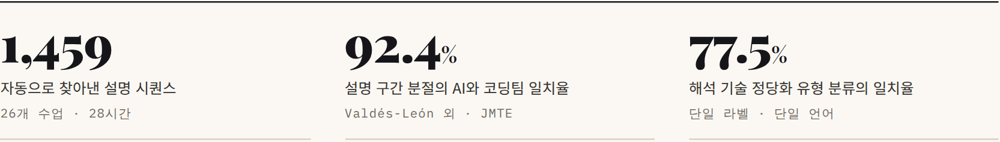 1,459
자동으로 찾아낸 설명 시퀀스
26개 수업 · 28시간
92.4%
설명 구간 분절의 AI와 코딩팀 일치율
Valdés-León 외 · JMTE
77.5%
해석 기술 정당화 유형 분류의 일치율
단일 라벨 · 단일 언어